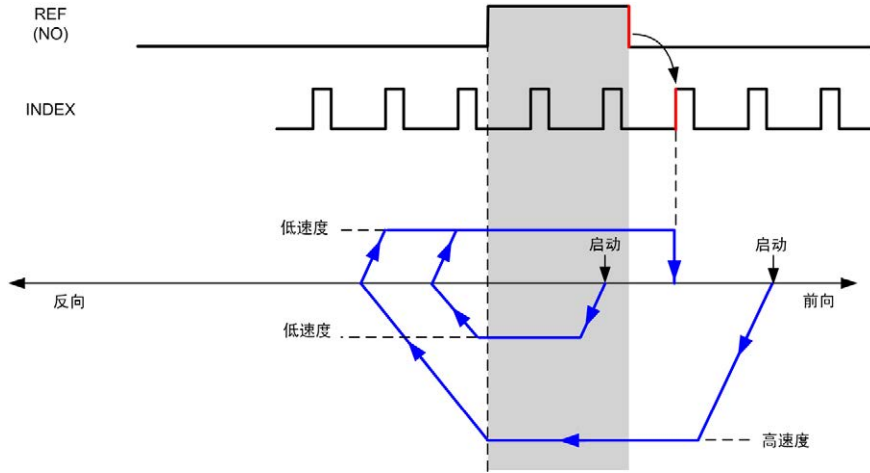 REF
(NO)
INDEX
低速度
启动
启动
反向
前向
低速度
高速度